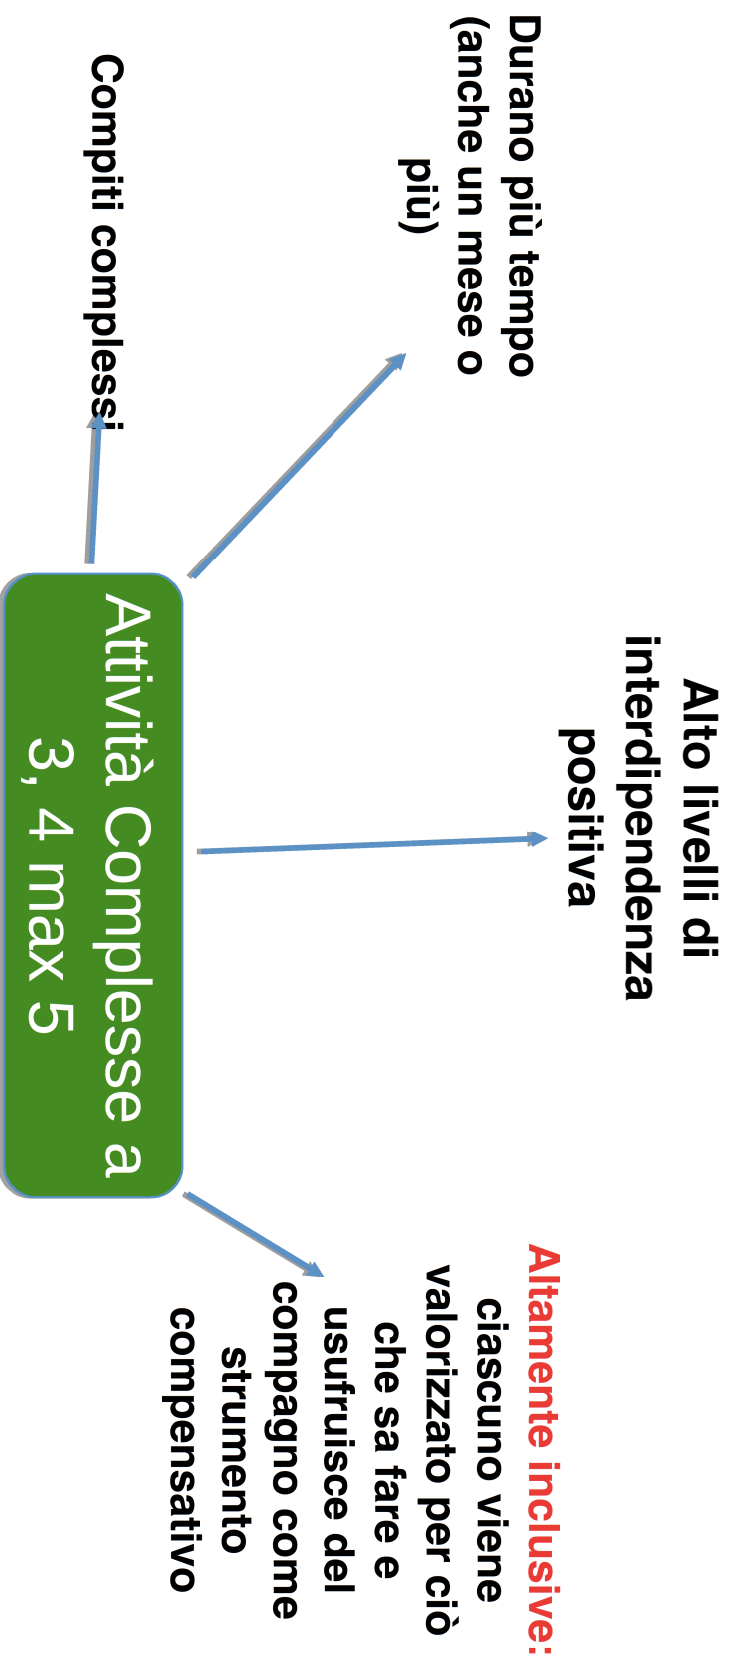 Durano più tempo
(anche un mese o
più)
Compiti complessi
Alto livelli di
interdipendenza
positiva
Altamente inclusive:
ciascuno viene
valorizzato per ciò
che sa fare e
usufruisce del
compagno come
strumento
compensativo
Attività Complesse a
3, 4 max 5